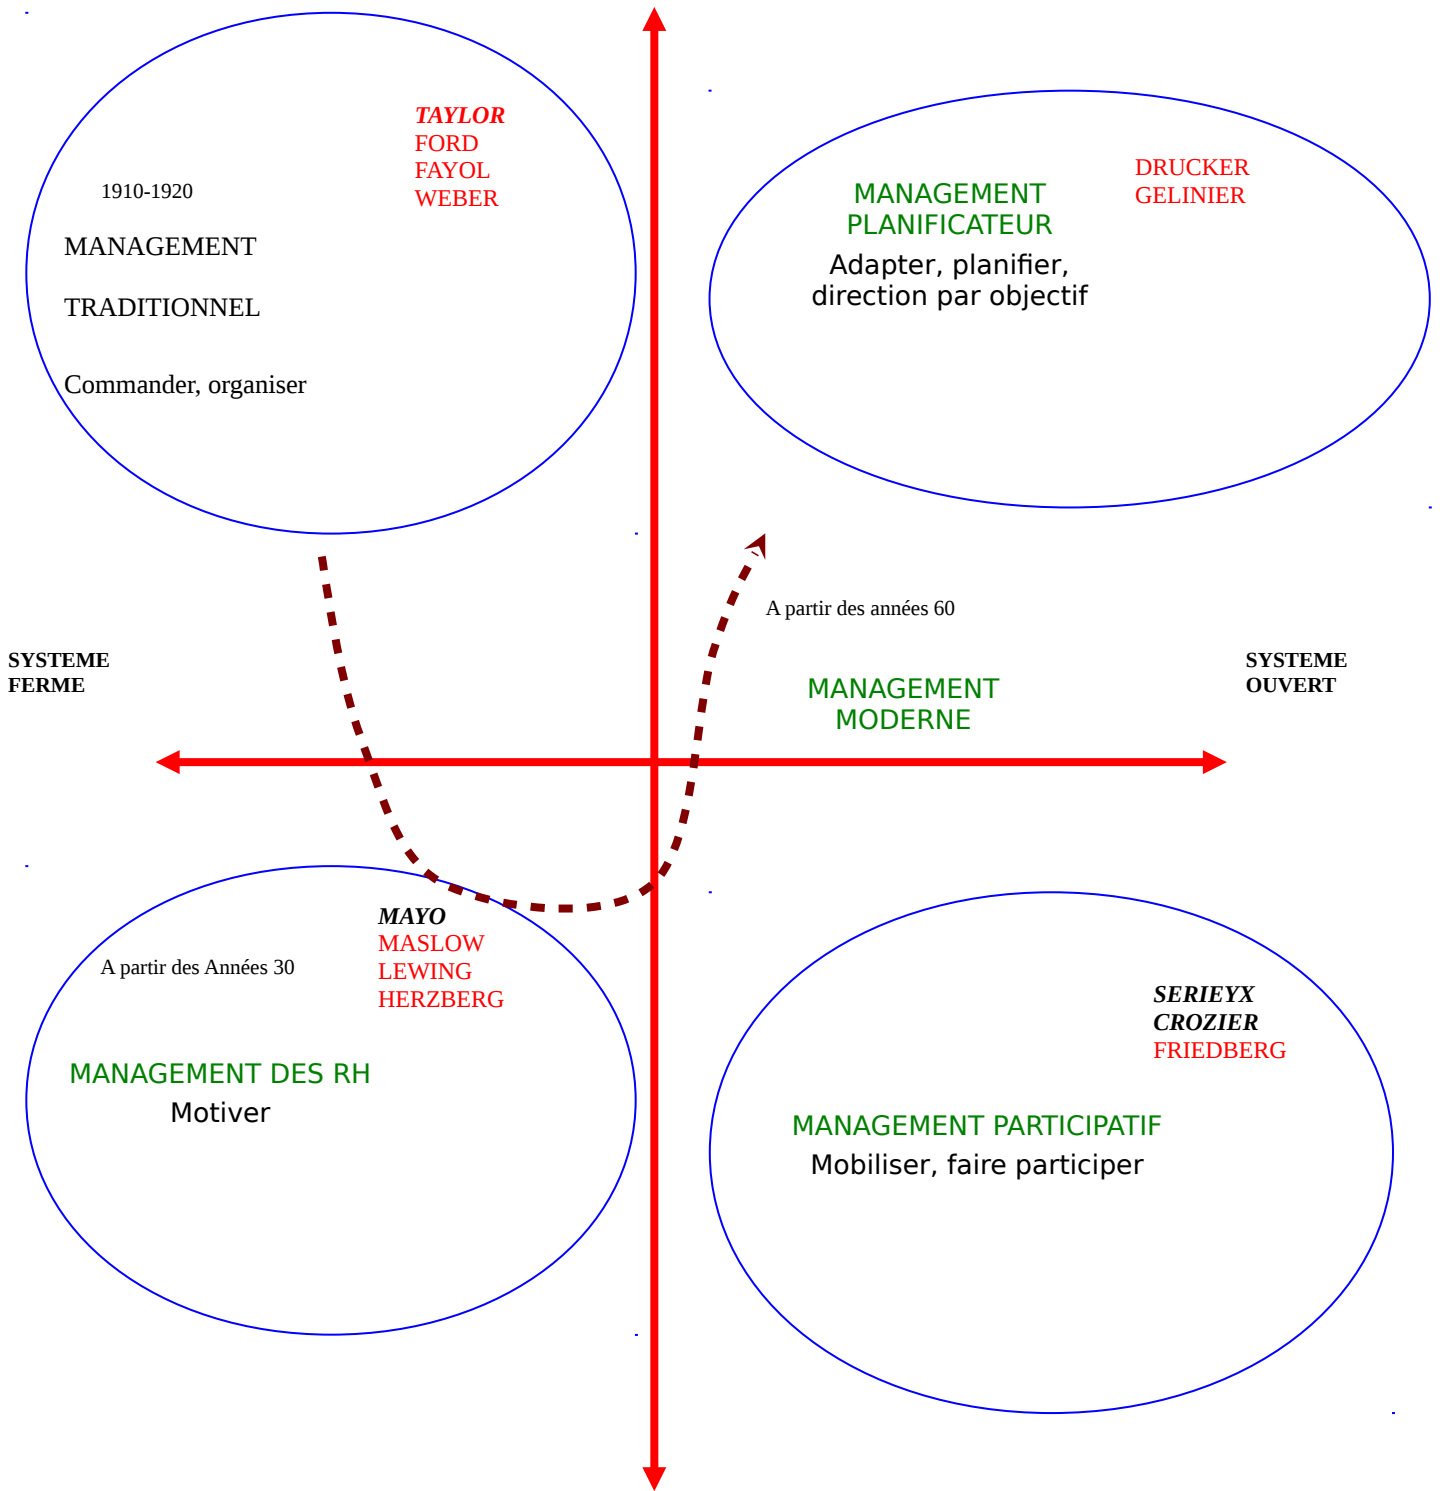 TAYLOR
FORD
FAYOL
WEBER
1910-1920
MANAGEMENT
TRADITIONNEL
Commander, organiser
DRUCKER
GELINIER
MANAGEMENT
PLANIFICATEUR
Adapter, planifier,
direction par objectif
A partir des années 60
SYSTEME
FERME
MANAGEMENT
MODERNE
SYSTEME
OUVERT
MAYO
MASLOW
LEWING
HERZBERG
A partir des Années 30
MANAGEMENT DES RH
Motiver
SERIEYX
CROZIER
FRIEDBERG
MANAGEMENT PARTICIPATIF
Mobiliser, faire participer